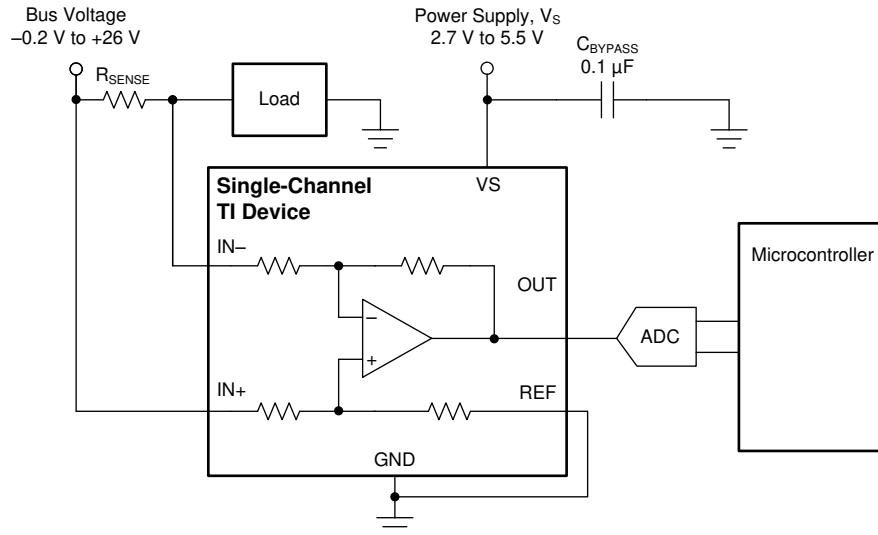 Bus Voltage
–0.2 V to +26 V
Power Supply, VS
2.7 V to 5.5 V
CBYPASS
0.1 µF
RSENSE
Load
Single-Channel
TI Device
VS
IN–
OUT
Microcontroller
–
ADC
+
IN+
REF
GND